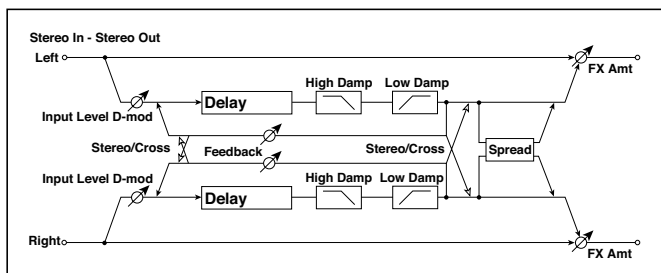 Stereo In - Stereo Out
Left
FX Amt
High Damp Low Damp
Input Level D-mod
Delay
Stereo/Cross
Feedback
Stereo/Cross
Spread
Input Level D-mod
High Damp Low Damp
Delay
Right
FX Amt